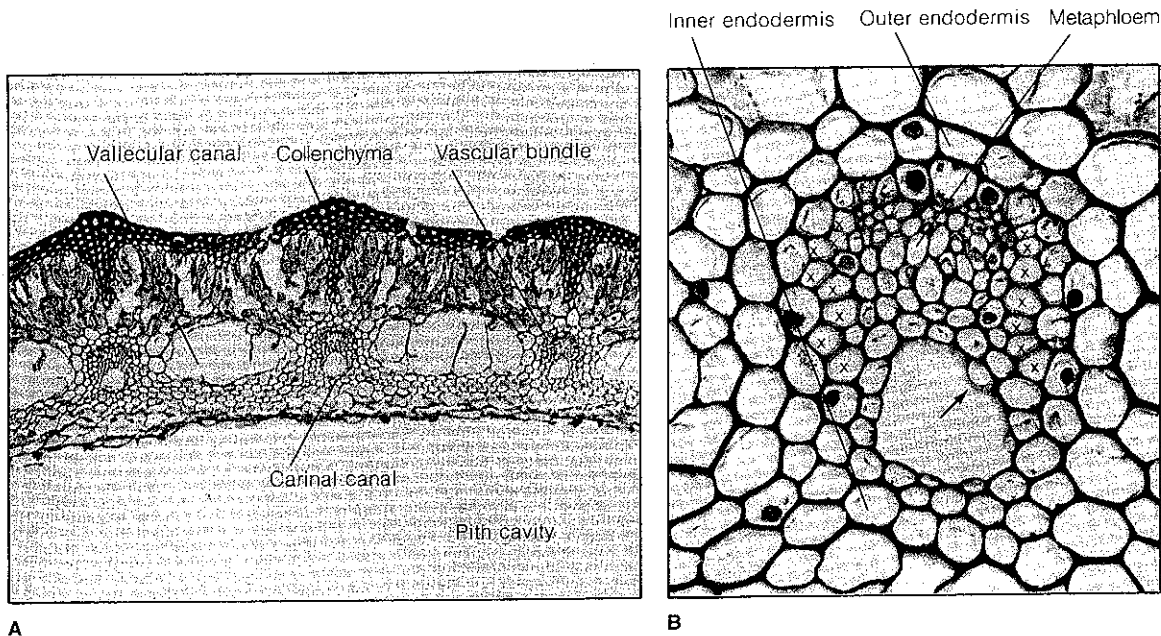 Inner endodermis Outer endodermis Metaphloem
Vallecular canal Collenchyma Vascular bundle
Carinal canal
Pith cavity
x
x
x
x
x
x
x
x
A
B